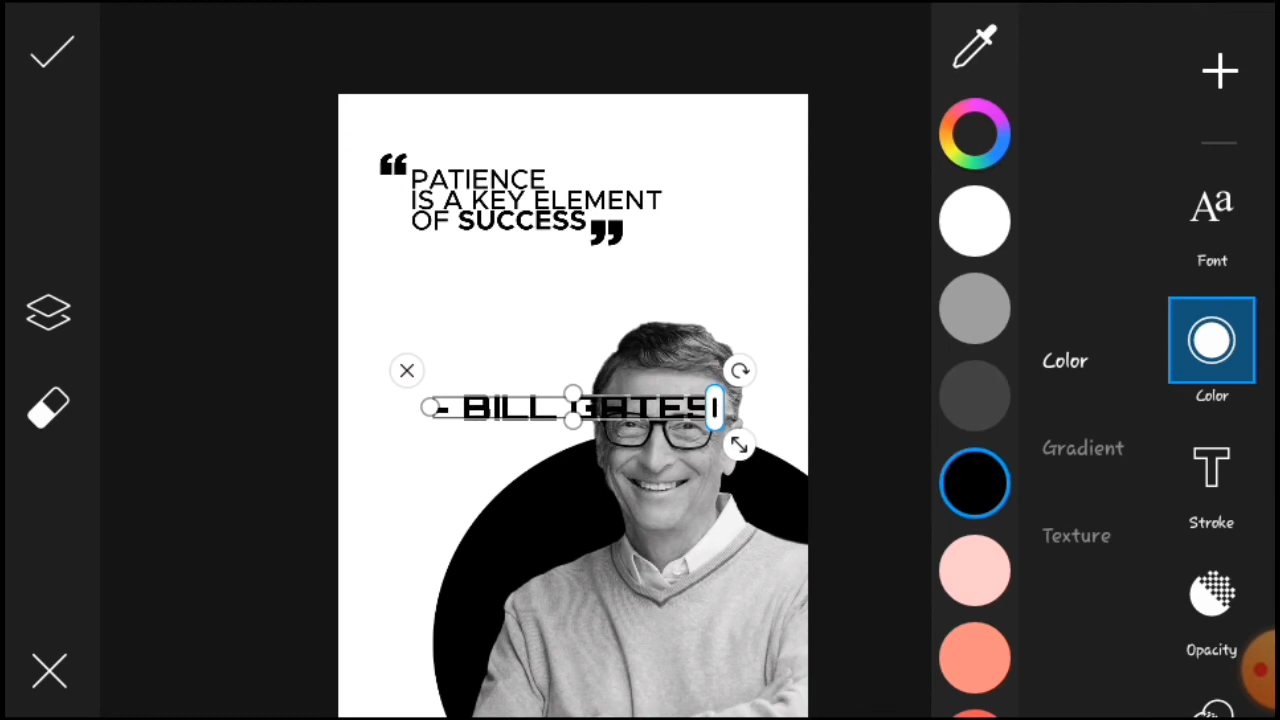 “ PATIENCE
IS A KEY ELEMENT
OF SUCCESS ”
- BILL GATES
Color
Gradient
Texture
Aa
Font
Color
T
Stroke
Opacity